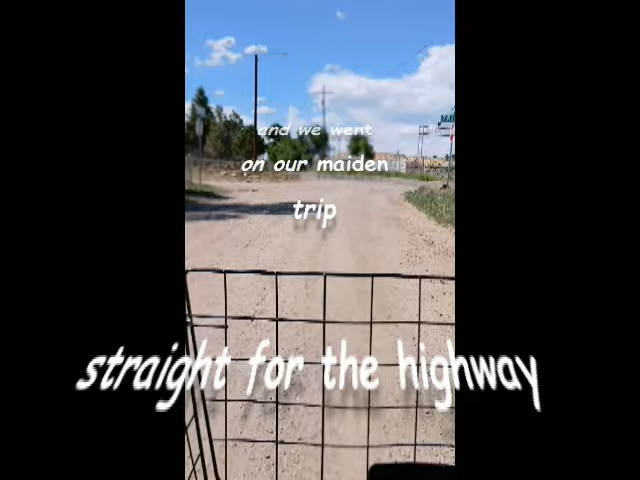 and we went
on our maiden
trip
straight for the highway